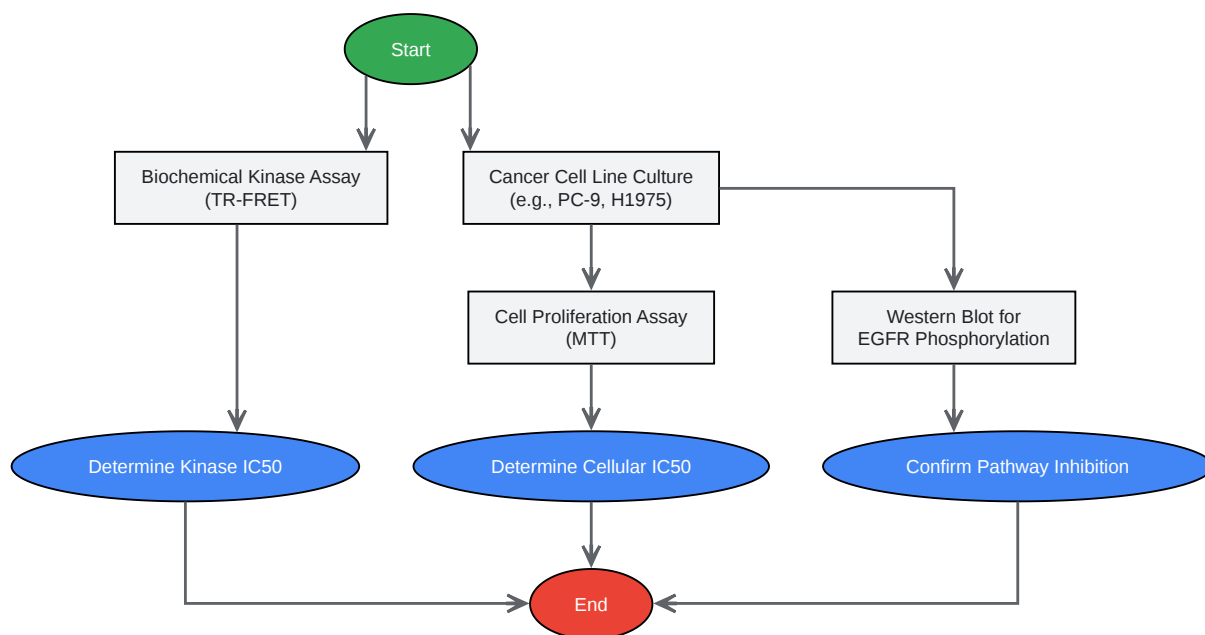 Start
Biochemical Kinase Assay
(TR-FRET)
Cancer Cell Line Culture
(e.g., PC-9, H1975)
Cell Proliferation Assay
(MTT)
Western Blot for
EGFR Phosphorylation
Determine Kinase IC50
Determine Cellular IC50
Confirm Pathway Inhibition
End